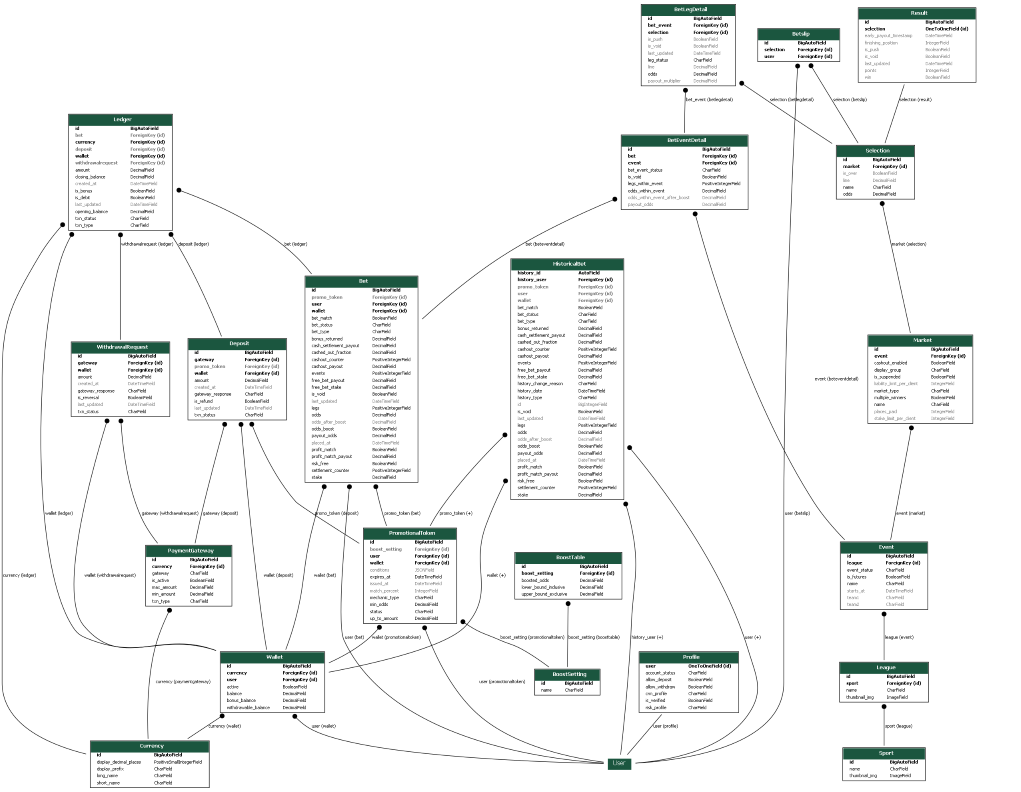 BetLegDetail
id BigAutoField
bet_event ForeignKey (id)
selection ForeignKey (id)
is_push BooleanField
is_void BooleanField
last_updated DateTimeField
leg_status CharField
line DecimalField
odds DecimalField
payout_multiplier DecimalField
Betslip
id BigAutoField
selection ForeignKey (id)
user ForeignKey (id)
Result
id BigAutoField
selection OneToOneField (id)
early_payout_timestamp DateTimeField
finishing_position IntegerField
is_push BooleanField
is_void BooleanField
last_updated DateTimeField
points IntegerField
win BooleanField
bet_event (betlegdetail)
selection (betlegdetail)
selection (betslip)
selection (result)
Ledger
id BigAutoField
bet ForeignKey (id)
currency ForeignKey (id)
deposit ForeignKey (id)
wallet ForeignKey (id)
withdrawalrequest ForeignKey (id)
amount DecimalField
closing_balance DecimalField
created_at DateTimeField
is_bonus BooleanField
is_debit BooleanField
last_updated DateTimeField
opening_balance DecimalField
txn_status CharField
txn_type CharField
BetEventDetail
id BigAutoField
bet ForeignKey (id)
event ForeignKey (id)
bet_event_status CharField
is_void BooleanField
legs_within_event PositiveIntegerField
odds_within_event DecimalField
odds_within_event_after_boost DecimalField
payout_odds DecimalField
Selection
id BigAutoField
market ForeignKey (id)
is_over BooleanField
line DecimalField
name CharField
odds DecimalField
withdrawalrequest (ledger)
deposit (ledger)
bet (ledger)
bet (beteventdetail)
market (selection)
Bet
id BigAutoField
promo_token ForeignKey (id)
user ForeignKey (id)
wallet ForeignKey (id)
bet_match BooleanField
bet_status CharField
bet_type CharField
bonus_returned DecimalField
cash_settlement_payout DecimalField
cashed_out_fraction DecimalField
cashout_counter PositiveIntegerField
cashout_payout DecimalField
events PositiveIntegerField
free_bet_payout DecimalField
free_bet_stake DecimalField
is_void BooleanField
last_updated DateTimeField
legs PositiveIntegerField
odds DecimalField
odds_after_boost DecimalField
odds_boost BooleanField
payout_odds DecimalField
placed_at DateTimeField
profit_match BooleanField
profit_match_payout DecimalField
risk_free BooleanField
settlement_counter PositiveIntegerField
stake DecimalField
HistoricalBet
history_id AutoField
history_user ForeignKey (id)
promo_token ForeignKey (id)
user ForeignKey (id)
wallet ForeignKey (id)
bet_match BooleanField
bet_status CharField
bet_type CharField
bonus_returned DecimalField
cash_settlement_payout DecimalField
cashed_out_fraction DecimalField
cashout_counter PositiveIntegerField
cashout_payout DecimalField
events PositiveIntegerField
free_bet_payout DecimalField
free_bet_stake DecimalField
history_change_reason CharField
history_date DateTimeField
history_type CharField
id BigIntegerField
is_void BooleanField
last_updated DateTimeField
legs PositiveIntegerField
odds DecimalField
odds_after_boost DecimalField
odds_boost BooleanField
payout_odds DecimalField
placed_at DateTimeField
profit_match BooleanField
profit_match_payout DecimalField
risk_free BooleanField
settlement_counter PositiveIntegerField
stake DecimalField
WithdrawalRequest
id BigAutoField
gateway ForeignKey (id)
wallet ForeignKey (id)
amount DecimalField
created_at DateTimeField
gateway_response CharField
is_reversal BooleanField
last_updated DateTimeField
txn_status CharField
Deposit
id BigAutoField
gateway ForeignKey (id)
promo_token ForeignKey (id)
wallet ForeignKey (id)
amount DecimalField
created_at DateTimeField
gateway_response CharField
is_refund BooleanField
last_updated DateTimeField
txn_status CharField
Market
id BigAutoField
event ForeignKey (id)
cashout_enabled BooleanField
display_group CharField
is_suspended BooleanField
market_type CharField
multiple_winners BooleanField
name CharField
places_paid IntegerField
stake_limit_per_client IntegerField
event (beteventdetail)
wallet (ledger)
gateway (withdrawalrequest)
gateway (deposit)
promo_token (deposit)
promo_token (bet)
promo_token (+)
user (betslip)
event (market)
currency (ledger)
wallet (withdrawalrequest)
wallet (deposit)
wallet (bet)
wallet (+)
PaymentGateway
id BigAutoField
currency ForeignKey (id)
gateway CharField
is_active BooleanField
max_amount DecimalField
min_amount DecimalField
txn_type CharField
PromotionalToken
id BigAutoField
boost_setting ForeignKey (id)
user ForeignKey (id)
wallet ForeignKey (id)
conditions JSONField
expires_at DateTimeField
issued_at DateTimeField
match_percent IntegerField
mechanic_type CharField
min_odds DecimalField
status CharField
up_to_amount DecimalField
BoostTable
id BigAutoField
boost_setting ForeignKey (id)
boosted_odds DecimalField
lower_bound_inclusive DecimalField
upper_bound_exclusive DecimalField
Event
id BigAutoField
league ForeignKey (id)
event_status CharField
is_futures BooleanField
name CharField
starts_at DateTimeField
team1 CharField
team2 CharField
user (bet)
wallet (promotionaltoken)
boost_setting (promotionaltoken)
boost_setting (boosttable)
history_user (+)
user (+)
league (event)
Wallet
id BigAutoField
currency ForeignKey (id)
user ForeignKey (id)
active BooleanField
balance DecimalField
bonus_balance DecimalField
withdrawable_balance DecimalField
BoostSetting
id BigAutoField
name CharField
Profile
user OneToOneField (id)
account_status CharField
allow_deposit BooleanField
allow_withdraw BooleanField
crm_profile CharField
is_verified BooleanField
risk_profile CharField
League
id BigAutoField
sport ForeignKey (id)
name CharField
thumbnail_img ImageField
currency (paymentgateway)
user (promotionaltoken)
currency (wallet)
user (wallet)
user (profile)
sport (league)
Currency
id BigAutoField
display_decimal_places PositiveSmallIntegerField
display_prefix CharField
long_name CharField
short_name CharField
User
Sport
id BigAutoField
name CharField
thumbnail_img ImageField